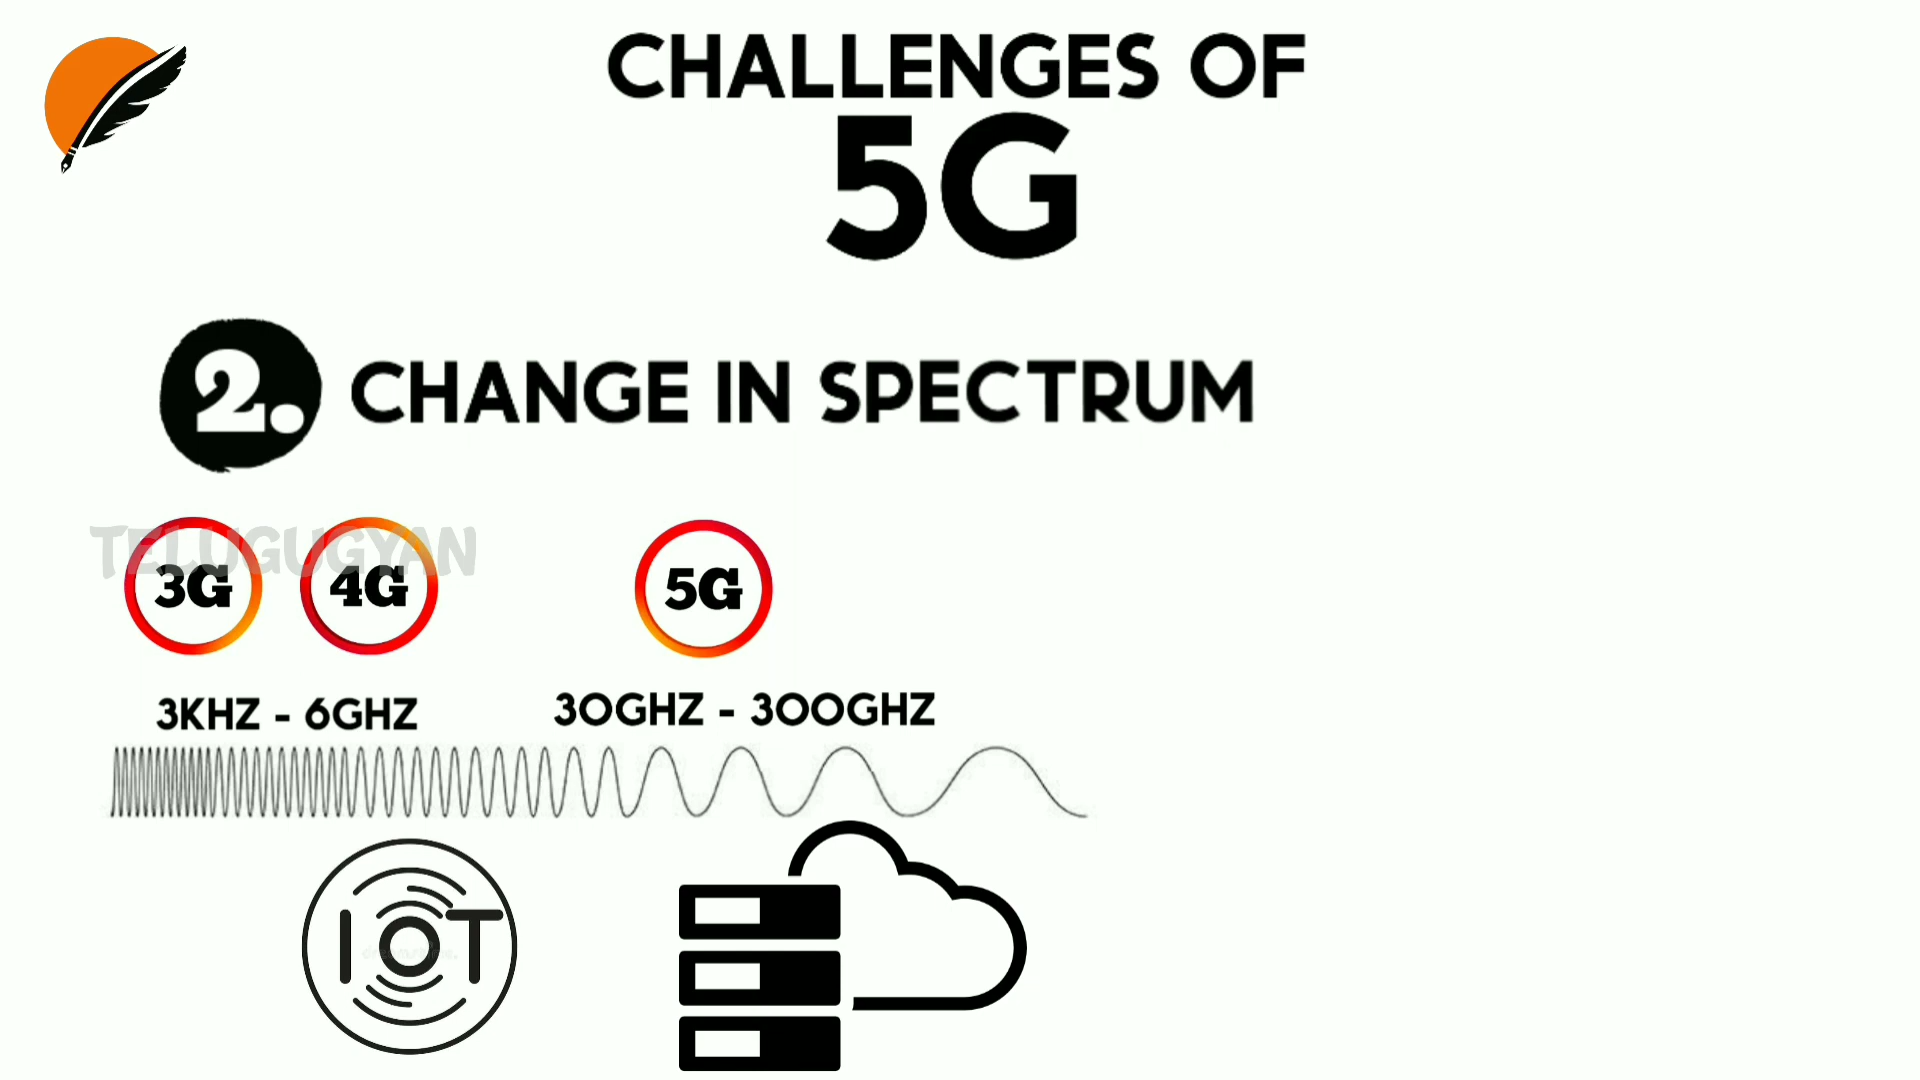 CHALLENGES OF
5G
2. CHANGE IN SPECTRUM
TELUGUGYAN
3G 4G 5G
3KHZ - 6GHZ 30GHZ - 300GHZ
IOT